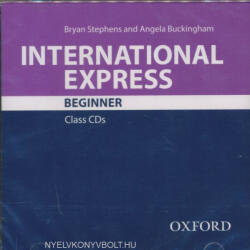 Bryan Stephens and Angela Buckingham
INTERNATIONAL
EXPRESS
BEGINNER
Class CDs
OXFORD
NYELVKONYVBOLT.HU